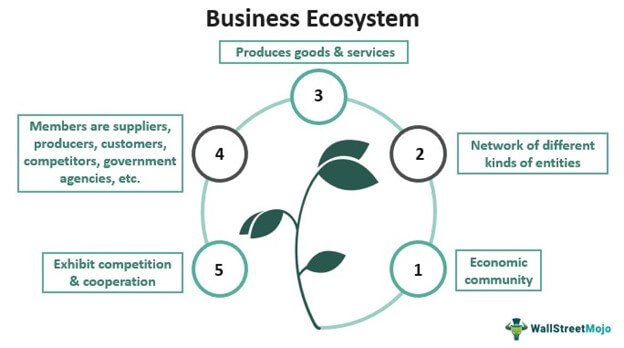 Business Ecosystem
Produces goods & services
3
Members are suppliers,
producers, customers,
competitors, government
agencies, etc.
4
2
Network of different
kinds of entities
Exhibit competition
& cooperation
5
1
Economic
community
WallStreetMojo